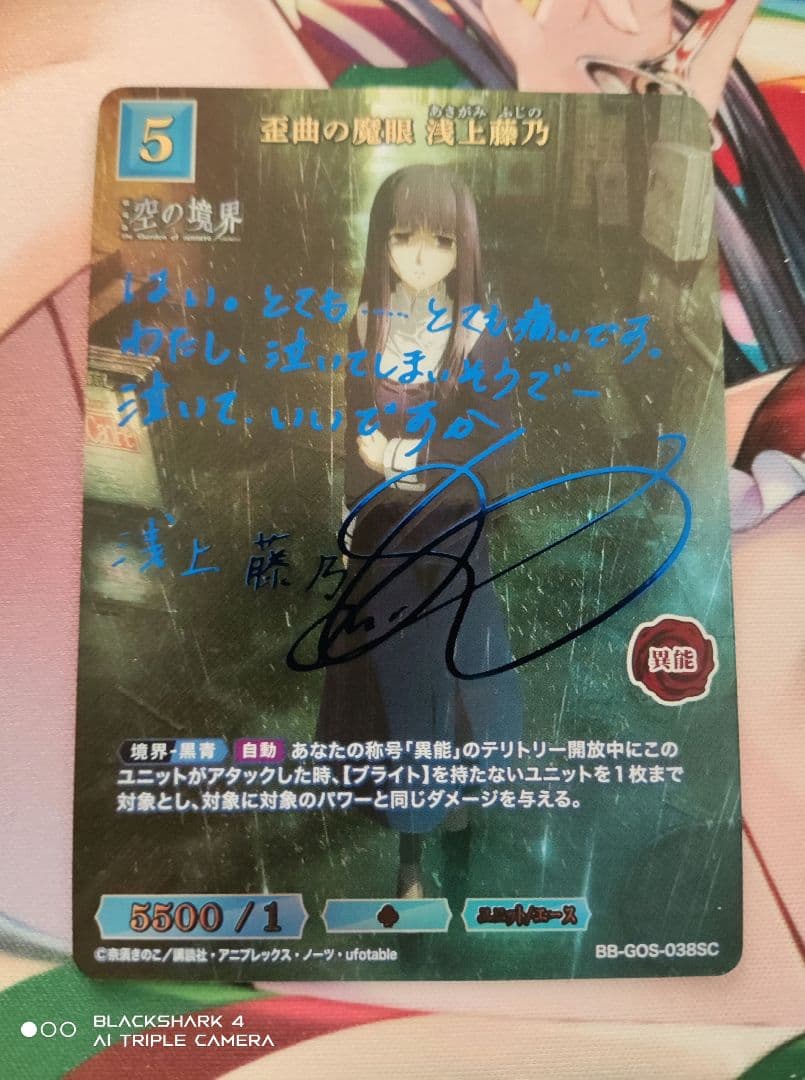 5
あさがみ ふじの
歪曲の魔眼 浅上藤乃
空の境界
the Garden of sinners
はい。とても……とても痛いです。
わたし、泣いてしまいそうで—
泣いて、いいですか
浅上 藤乃
異能
境界-黒青 自動 あなたの称号「異能」のテリトリー開放中にこの
ユニットがアタックした時、【ブライト】を持たないユニットを1枚まで
対象とし、対象に対象のパワーと同じダメージを与える。
5500 / 1
ユニット/エース
©奈須きのこ/講談社・アニプレックス・ノーツ・ufotable
BB-GOS-038SC
BLACKSHARK 4
AI TRIPLE CAMERA